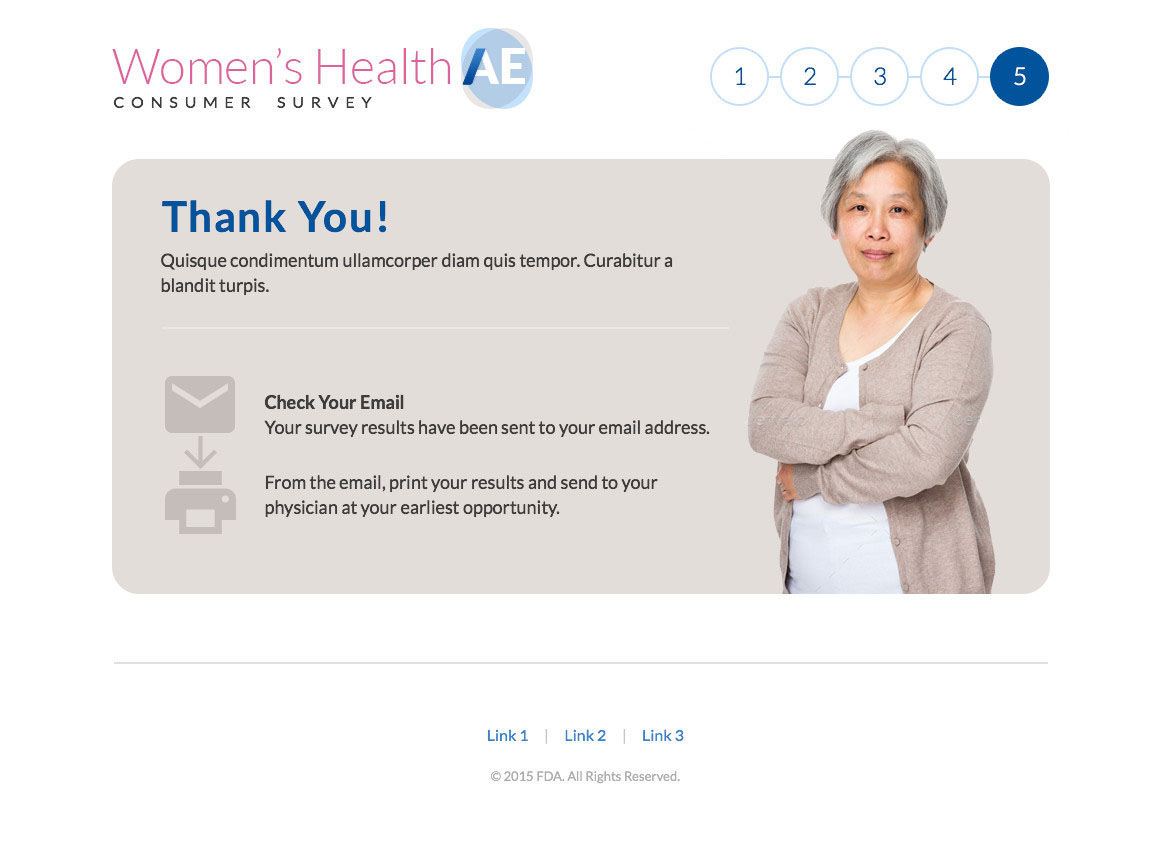 Women's Health AE
CONSUMER SURVEY
1 2 3 4 5
Thank You!
Quisque condimentum ullamcorper diam quis tempor. Curabitur a
blandit turpis.
Check Your Email
Your survey results have been sent to your email address.
From the email, print your results and send to your
physician at your earliest opportunity.
Link 1 | Link 2 | Link 3
© 2015 FDA. All Rights Reserved.